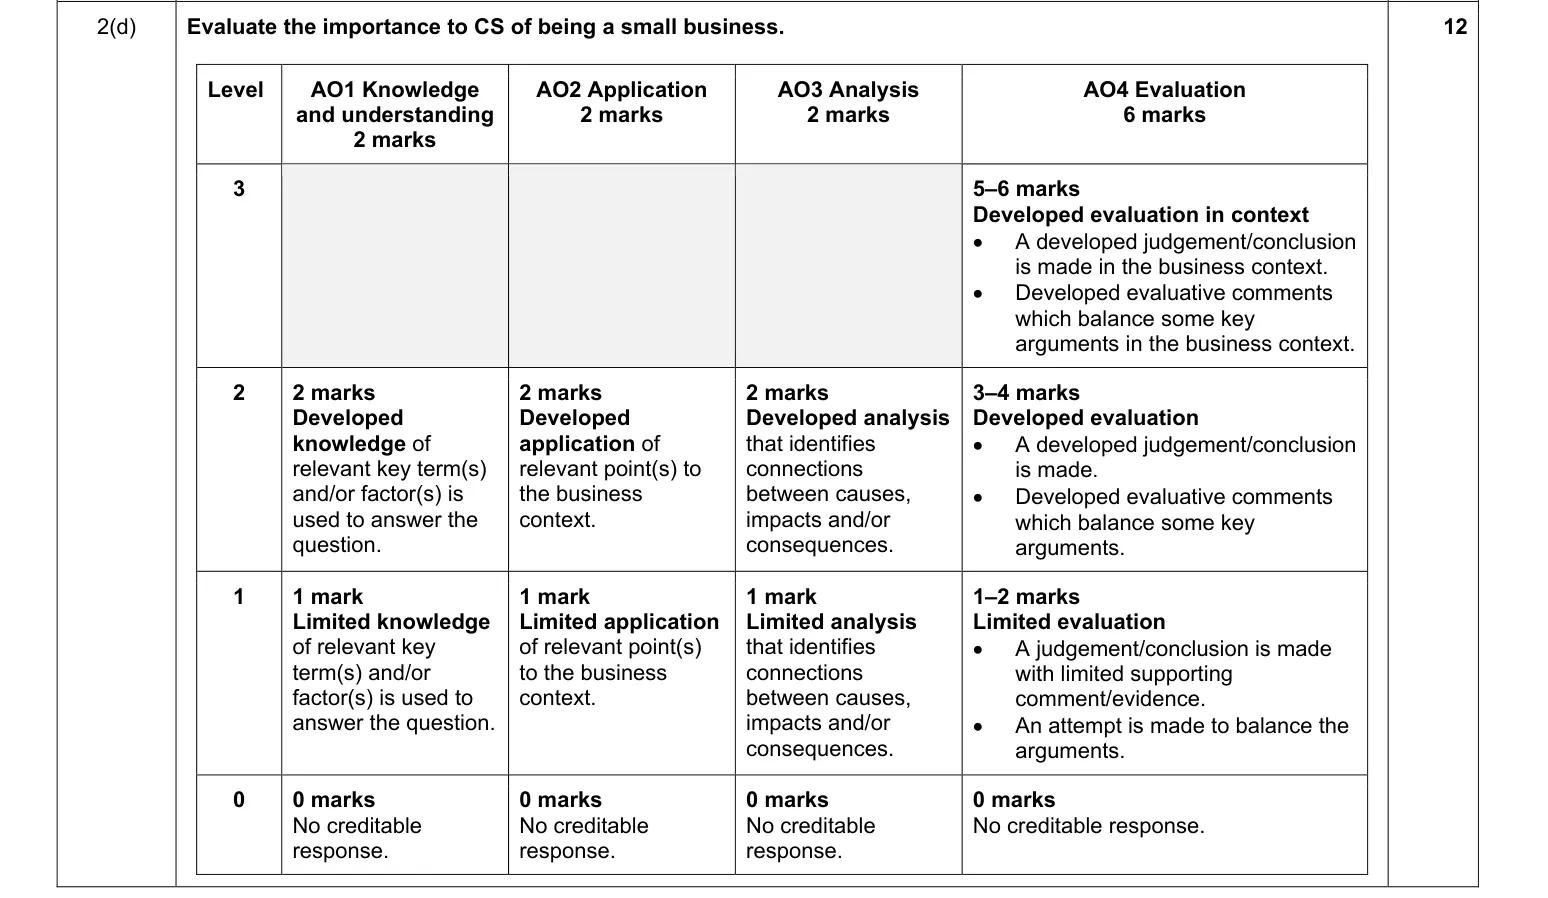 2(d)
Evaluate the importance to CS of being a small business.
12
Level
AO1 Knowledge
and understanding
2 marks
AO2 Application
2 marks
AO3 Analysis
2 marks
AO4 Evaluation
6 marks
3
5–6 marks
Developed evaluation in context
• A developed judgement/conclusion
is made in the business context.
• Developed evaluative comments
which balance some key
arguments in the business context.
2
2 marks
Developed
knowledge of
relevant key term(s)
and/or factor(s) is
used to answer the
question.
2 marks
Developed
application of
relevant point(s) to
the business
context.
2 marks
Developed analysis
that identifies
connections
between causes,
impacts and/or
consequences.
3–4 marks
Developed evaluation
• A developed judgement/conclusion
is made.
• Developed evaluative comments
which balance some key
arguments.
1
1 mark
Limited knowledge
of relevant key
term(s) and/or
factor(s) is used to
answer the question.
1 mark
Limited application
of relevant point(s)
to the business
context.
1 mark
Limited analysis
that identifies
connections
between causes,
impacts and/or
consequences.
1–2 marks
Limited evaluation
• A judgement/conclusion is made
with limited supporting
comment/evidence.
• An attempt is made to balance the
arguments.
0
0 marks
No creditable
response.
0 marks
No creditable
response.
0 marks
No creditable
response.
0 marks
No creditable response.